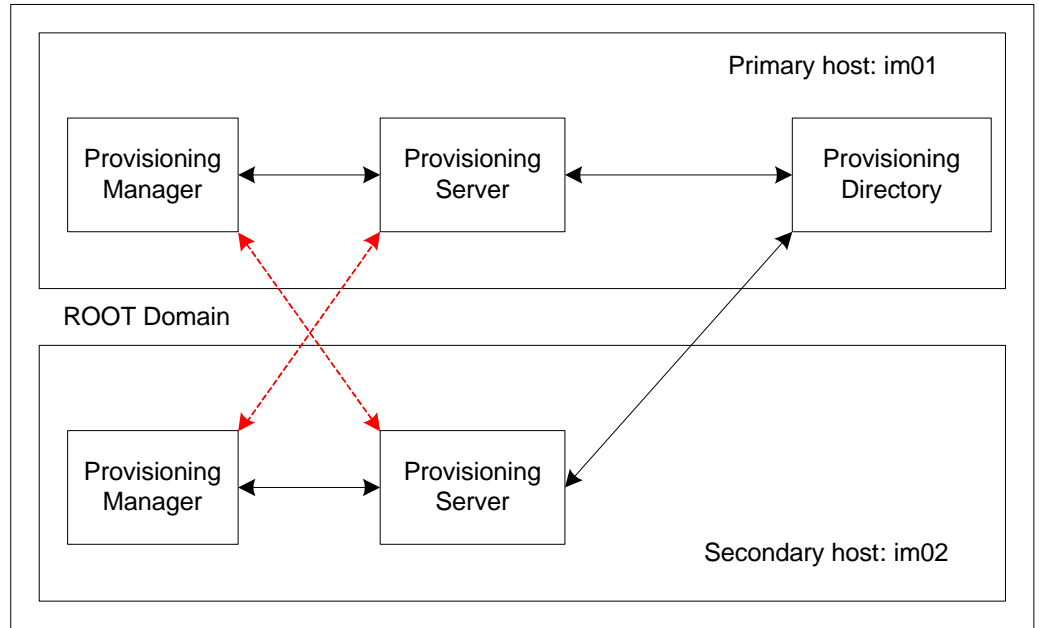 Primary host: im01
Provisioning
Manager
Provisioning
Server
Provisioning
Directory
ROOT Domain
Provisioning
Manager
Provisioning
Server
Secondary host: im02